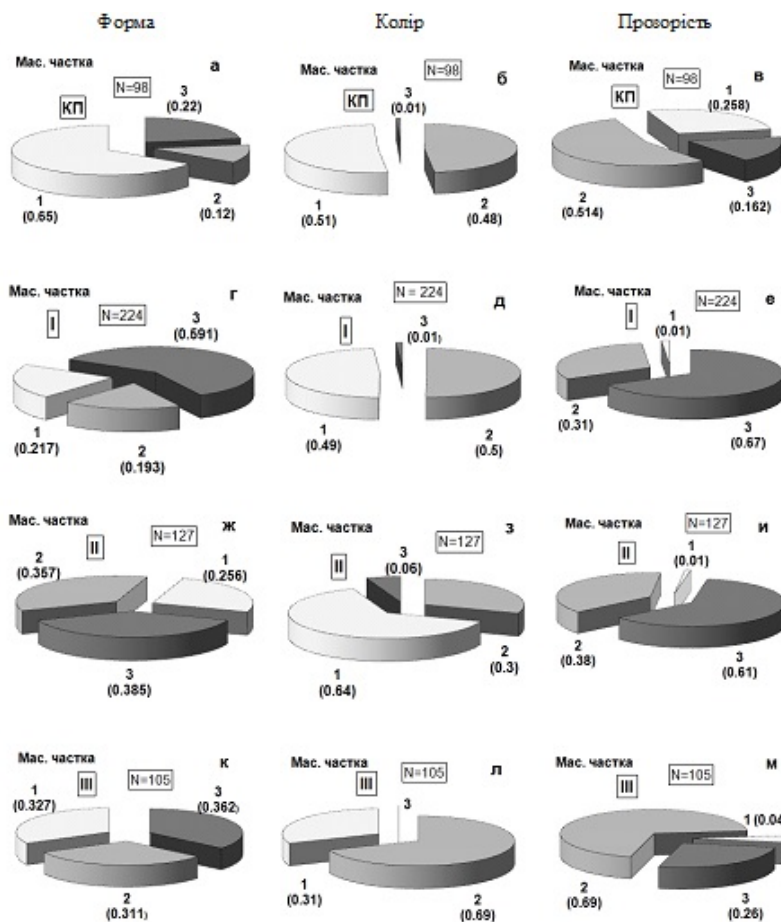 Форма
Колір
Прозорість
Мас. частка
а
N=98
КП
3
(0.22)
1
(0.65)
2
(0.12)
Мас. частка
б
N=98
КП
3
(0.01)
1
(0.51)
2
(0.48)
Мас. частка
в
N=98
КП
1
(0.258)
2
(0.514)
3
(0.162)
Мас. частка
г
I
N=224
3
(0.591)
1
(0.217)
2
(0.193)
Мас. частка
д
N = 224
I
3
(0.01)
1
(0.49)
2
(0.5)
Мас. частка
е
N=224
I
1
(0.01)
2
(0.31)
3
(0.67)
Мас. частка
ж
II
N=127
2
(0.357)
1
(0.256)
3
(0.385)
Мас. частка
з
N=127
II
3
(0.06)
2
(0.3)
1
(0.64)
Мас. частка
и
N=127
II
1
(0.01)
2
(0.38)
3
(0.61)
Мас. частка
к
III
N=105
1
(0.327)
3
(0.362)
2
(0.311)
Мас. частка
л
III
N=105
3
1
(0.31)
2
(0.69)
Мас. частка
м
III
N=105
1 (0.04
2
(0.69)
3
(0.26)